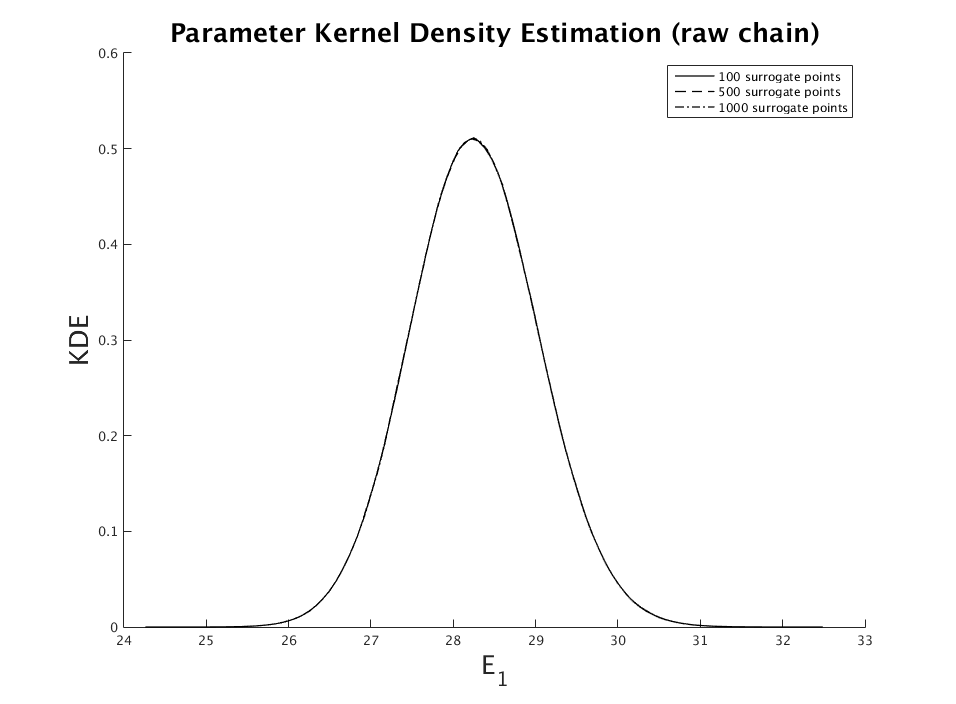 Parameter Kernel Density Estimation (raw chain)
0.6
0.5
0.4
0.3
0.2
0.1
0
KDE
100 surrogate points
500 surrogate points
1000 surrogate points
24 25 26 27 28 29 30 31 32 33
E1